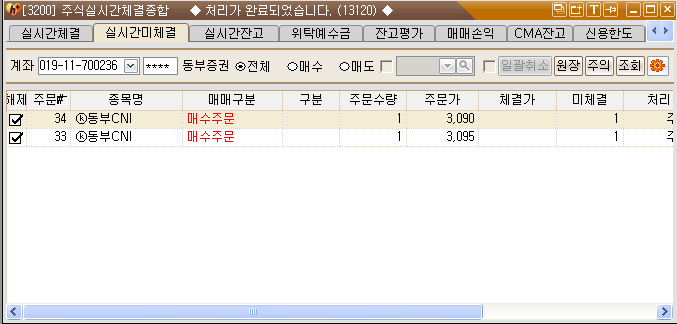 [3200] 주식실시간체결종합 ◆ 처리가 완료되었습니다. (13120) ◆
실시간체결 실시간미체결 실시간잔고 위탁예수금 잔고평가 매매손익 CMA잔고 신용한도
계좌 019-11-700236 **** 동부증권 전체 매수 매도 일괄취소 원장 주의 조회
해제 주문# 종목명 매매구분 구분 주문수량 주문가 체결가 미체결 처리
34 ⓚ동부CNI 매수주문 1 3,090 1
33 ⓚ동부CNI 매수주문 1 3,095 1